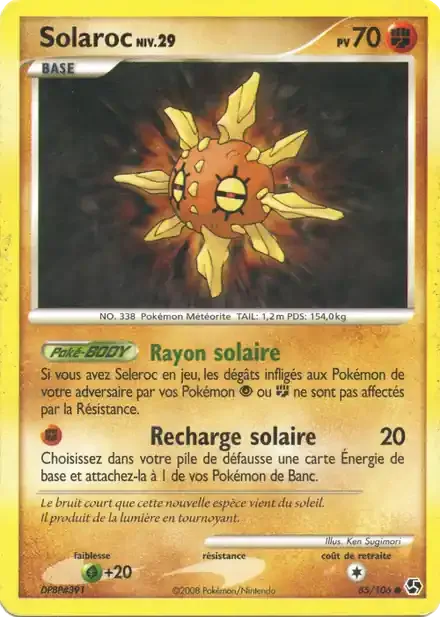 Solaroc NIV.29
PV 70
BASE
NO. 338 Pokémon Météorite TAIL: 1,2m PDS: 154,0kg
Poké-BODY Rayon solaire
Si vous avez Seleroc en jeu, les dégâts infligés aux Pokémon de
votre adversaire par vos Pokémon ou ne sont pas affectés
par la Résistance.
Recharge solaire 20
Choisissez dans votre pile de défausse une carte Énergie de
base et attachez-la à 1 de vos Pokémon de Banc.
Le bruit court que cette nouvelle espèce vient du soleil.
Il produit de la lumière en tournoyant.
Illus. Ken Sugimori
faiblesse résistance coût de retraite
+20
DPBP#391 ©2008 Pokémon/Nintendo 85/106